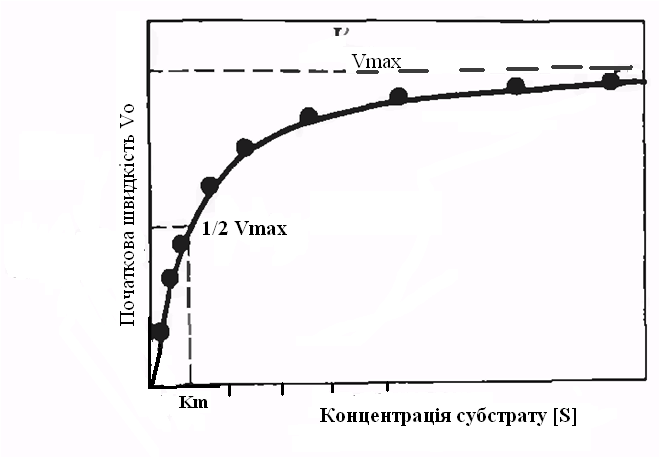 Vmax
Початкова швидкість Vo
1/2 Vmax
Km
Концентрація субстрату [S]